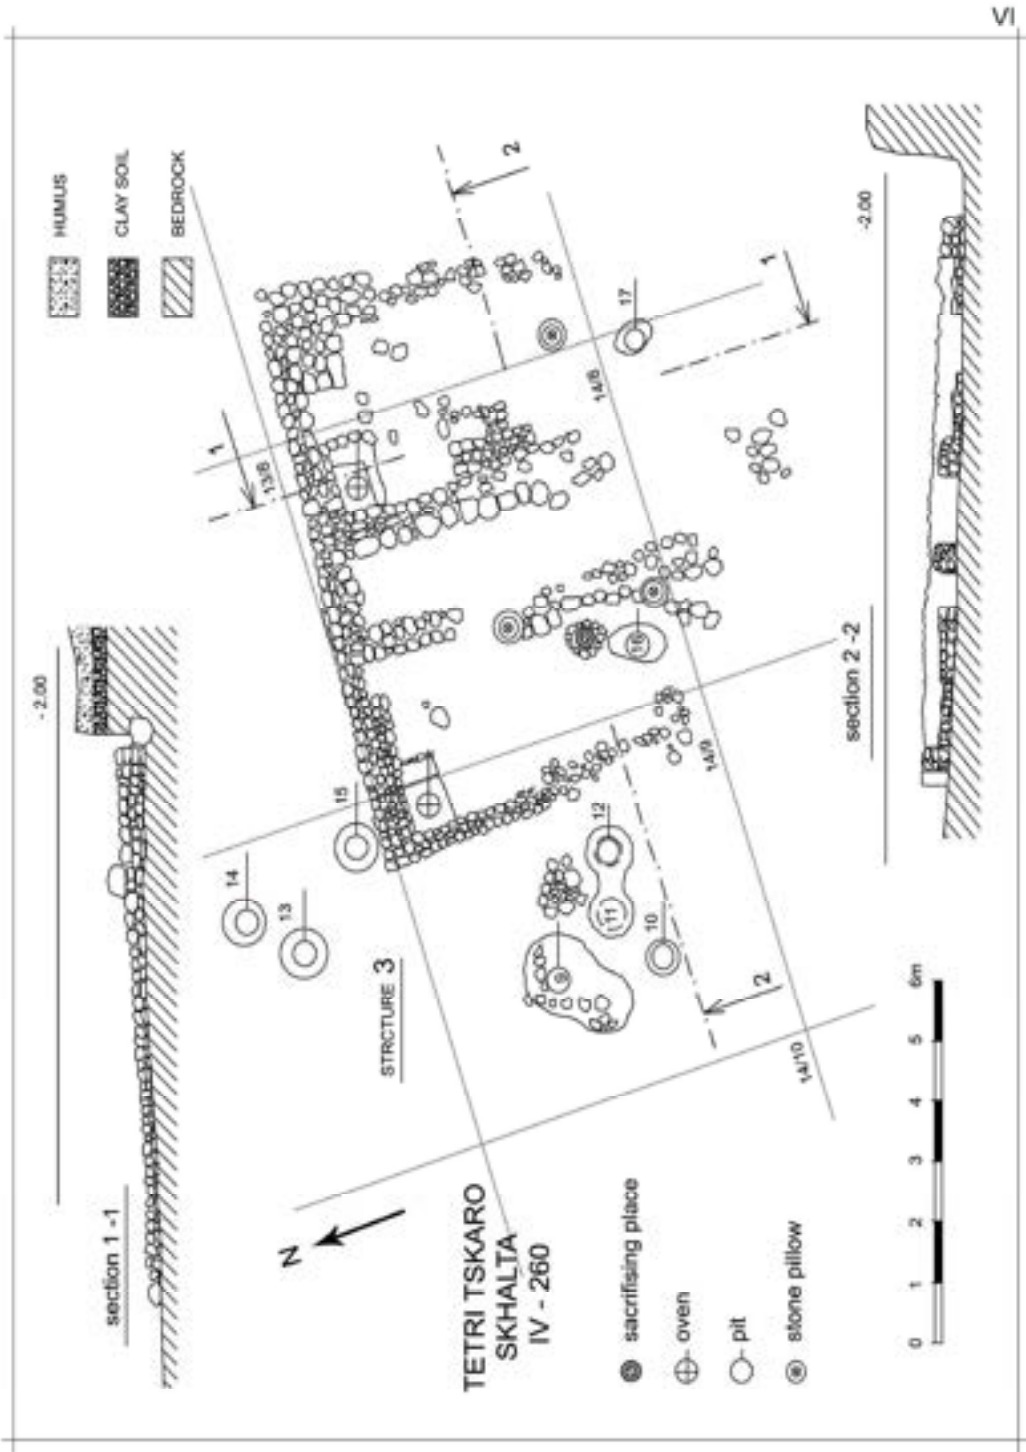 VI
HUMUS
CLAY SOIL
BEDROCK
- 2.00
section 1 -1
-2.00
section 2 -2
1
1
2
2
13/8
14/8
14/9
14/10
9
10
11
12
13
14
15
16
17
STRCTURE 3
N
TETRI TSKARO
SKHALTA
IV - 260
sacrifising place
oven
pit
stone pillow
0 1 2 3 4 5 6m